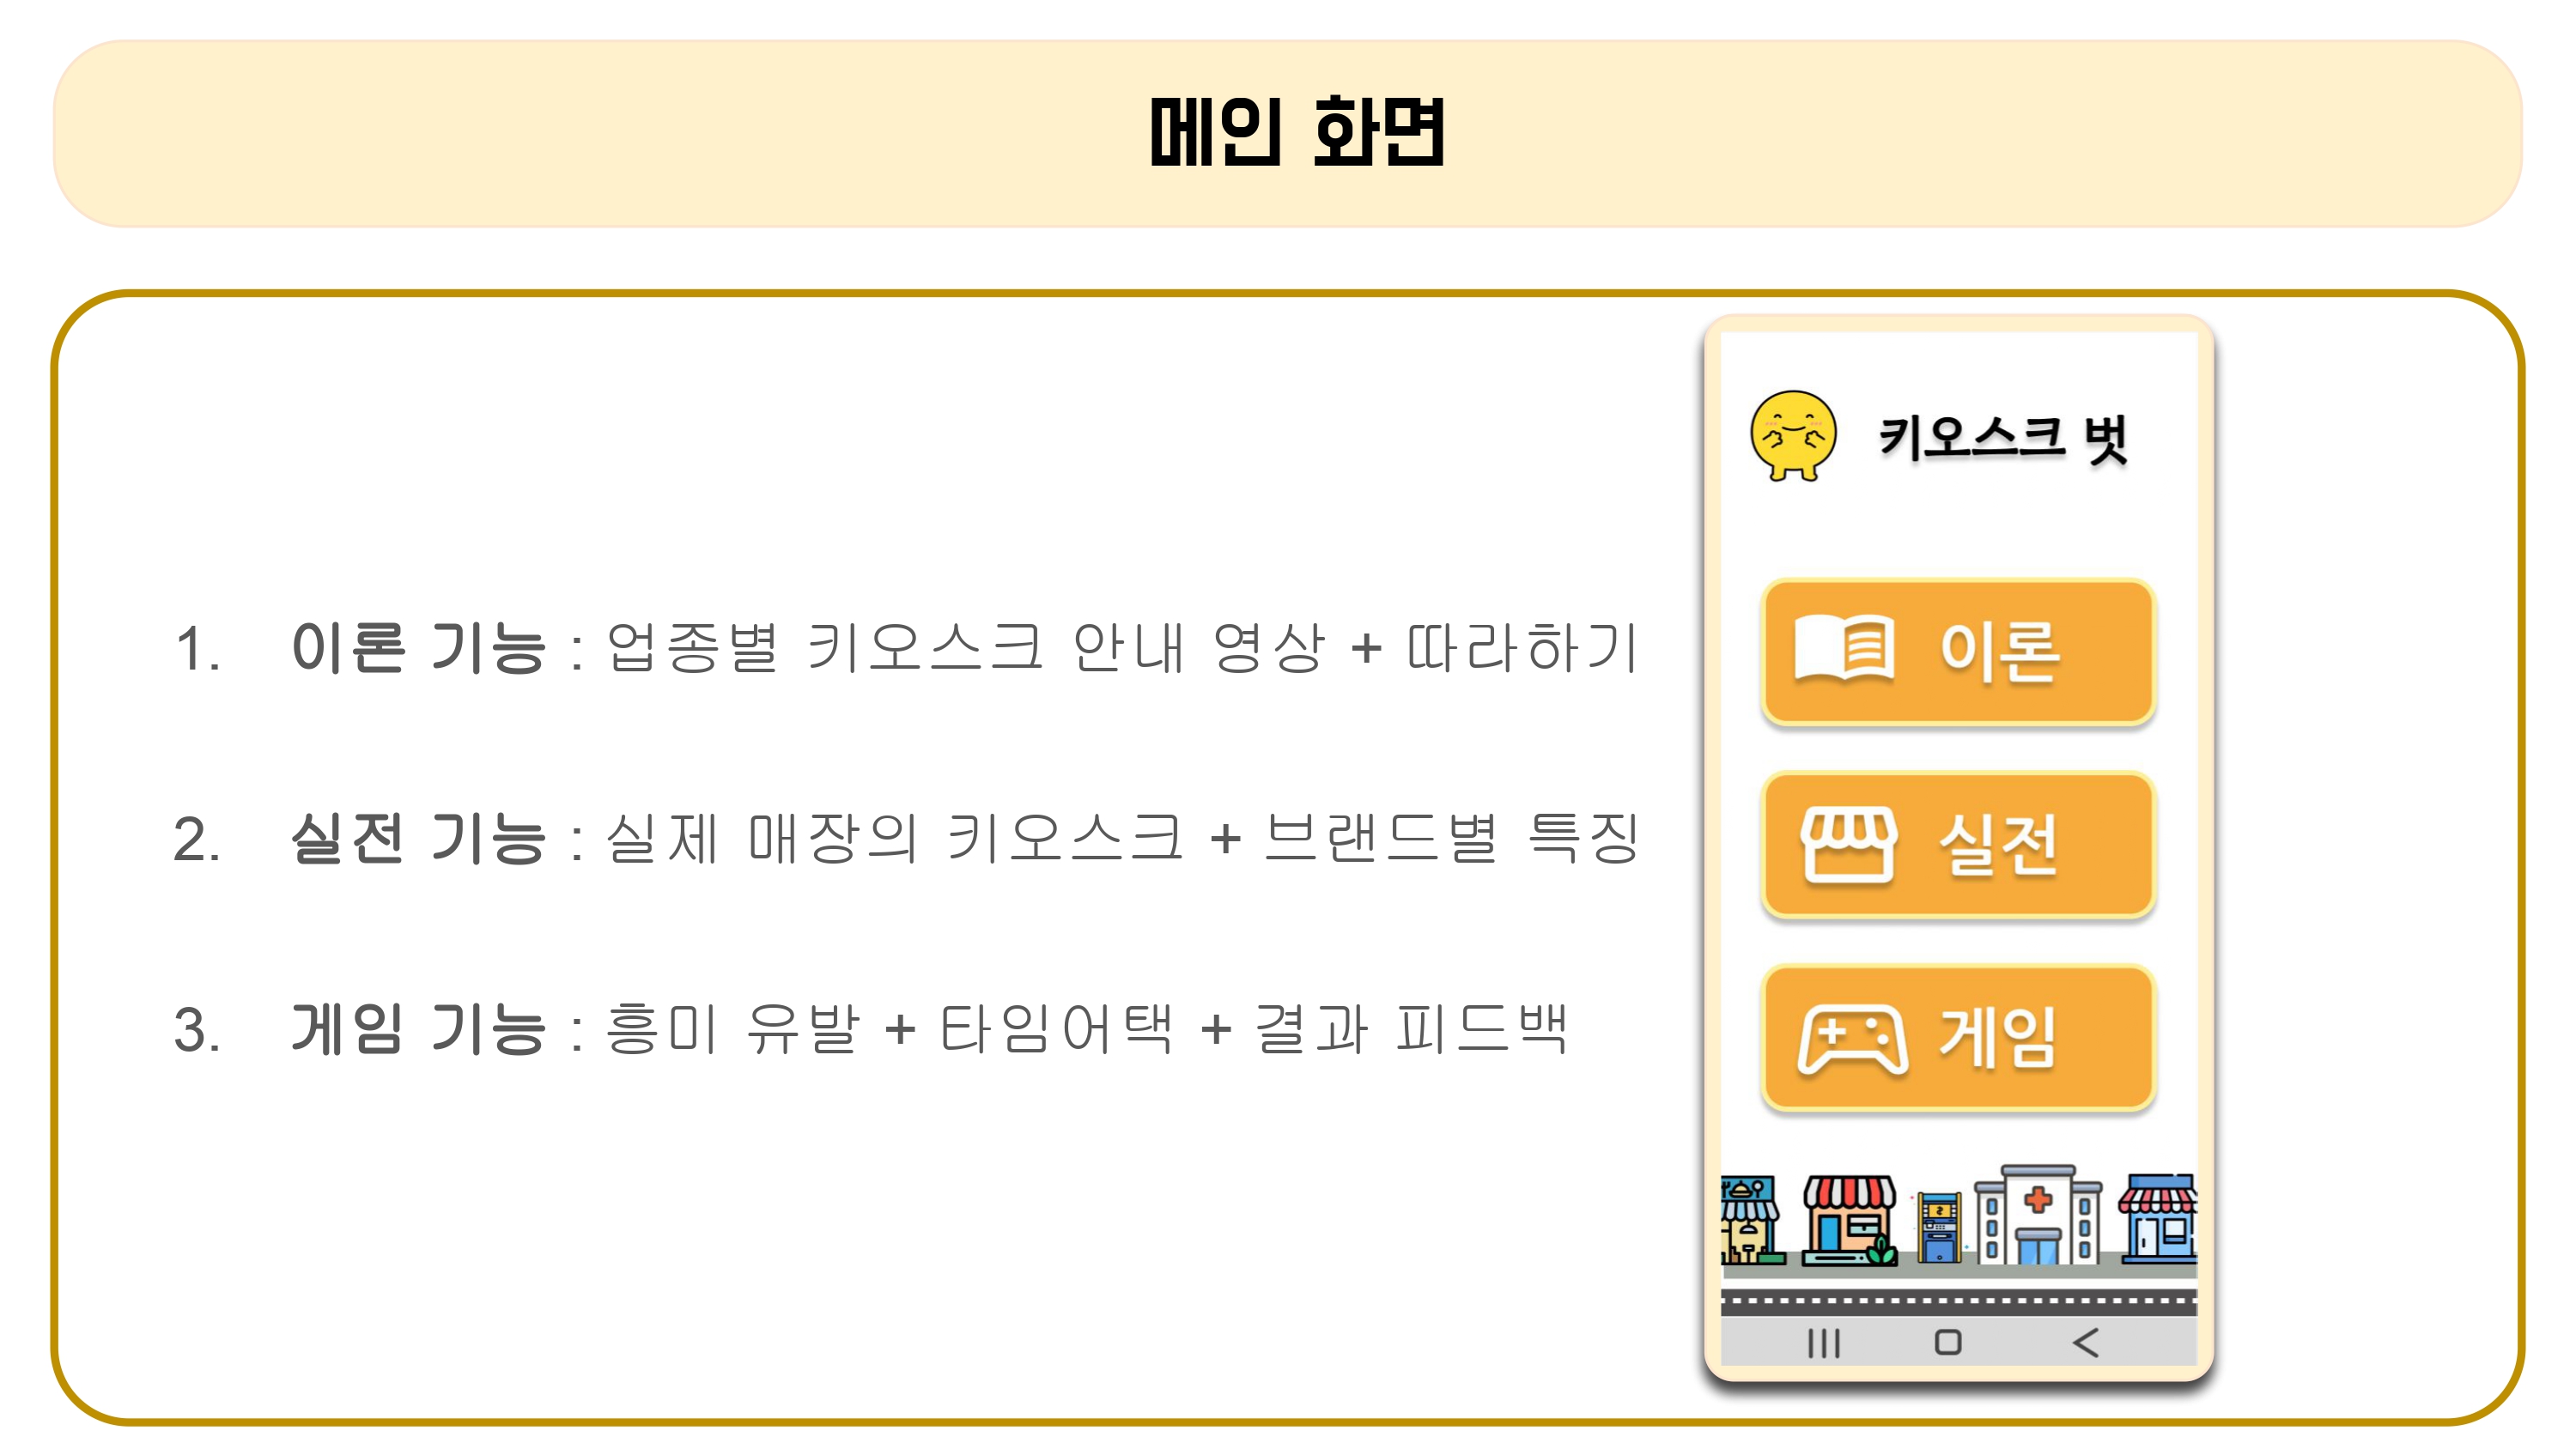 메인 화면
1. 이론 기능 : 업종별 키오스크 안내 영상 + 따라하기
2. 실전 기능 : 실제 매장의 키오스크 + 브랜드별 특징
3. 게임 기능 : 흥미 유발 + 타임어택 + 결과 피드백
키오스크 벗
이론
실전
게임